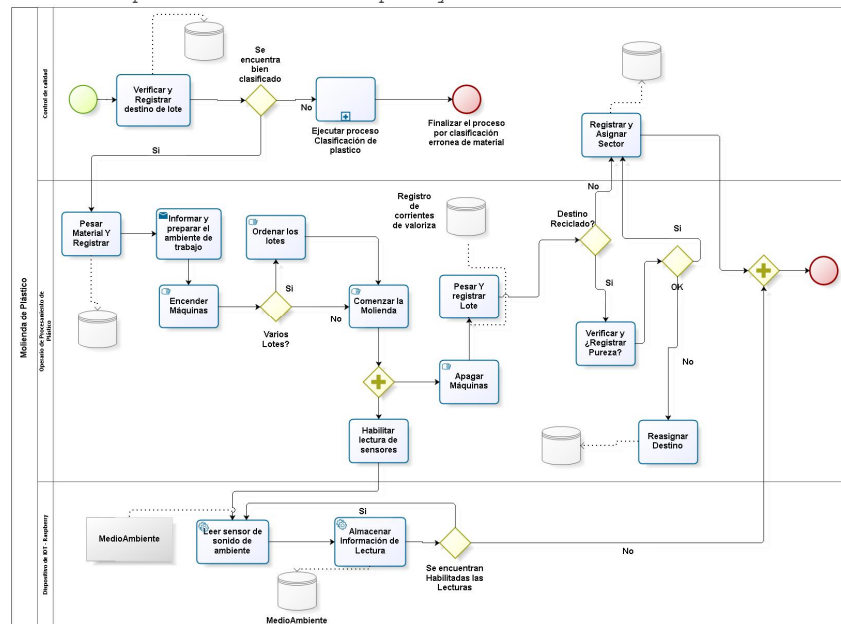 Molienda de Plástico
Control de calidad
Verificar y
Registrar
destino de lote
Se
encuentra
bien
clasificado
No
Si
Ejecutar proceso
Clasificación de
plastico
Finalizar el proceso
por clasificación
erronea de material
Registrar y
Asignar
Sector
Operario de Procesamiento de
Plástico
Pesar
Material Y
Registrar
Informar y
preparar el
ambiente de
trabajo
Encender
Máquinas
Ordenar los
lotes
Si
No
Varios
Lotes?
Comenzar la
Molienda
Registro
de
corrientes
de
valoriza
Pesar Y
registrar
Lote
Apagar
Máquinas
Habilitar
lectura de
sensores
Destino
Reciclado?
No
Si
Verificar y
¿Registrar
Pureza?
Si
OK
No
Reasignar
Destino
Dispositivo de IOT - Raspberry
MedioAmbiente
Leer sensor de
sonido de
ambiente
Almacenar
Información de
Lectura
MedioAmbiente
Si
Se encuentran
Habilitadas las
Lecturas
No